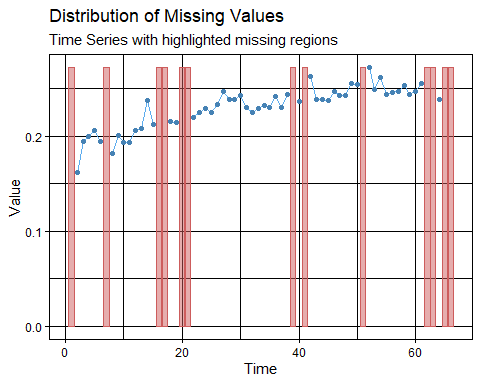 Distribution of Missing Values
Time Series with highlighted missing regions
Value
0.2
0.1
0.0
0
20
40
60
Time